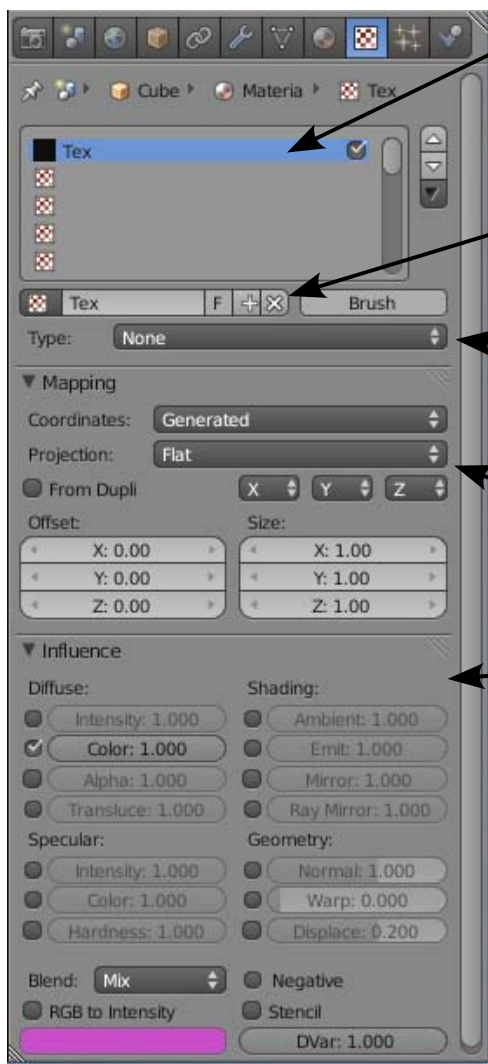 Cube Materia Tex
Tex
Tex F Brush
Type: None
Mapping
Coordinates: Generated
Projection: Flat
From Dupli X Y Z
Offset: Size:
X: 0.00 X: 1.00
Y: 0.00 Y: 1.00
Z: 0.00 Z: 1.00
Influence
Diffuse: Shading:
Intensity: 1.000 Ambient: 1.000
Color: 1.000 Emit: 1.000
Alpha: 1.000 Mirror: 1.000
Transluce: 1.000 Ray Mirror: 1.000
Specular: Geometry:
Intensity: 1.000 Normal: 1.000
Color: 1.000 Warp: 0.000
Hardness: 1.000 Displace: 0.200
Blend: Mix Negative
RGB to Intensity Stencil
DVar: 1.000